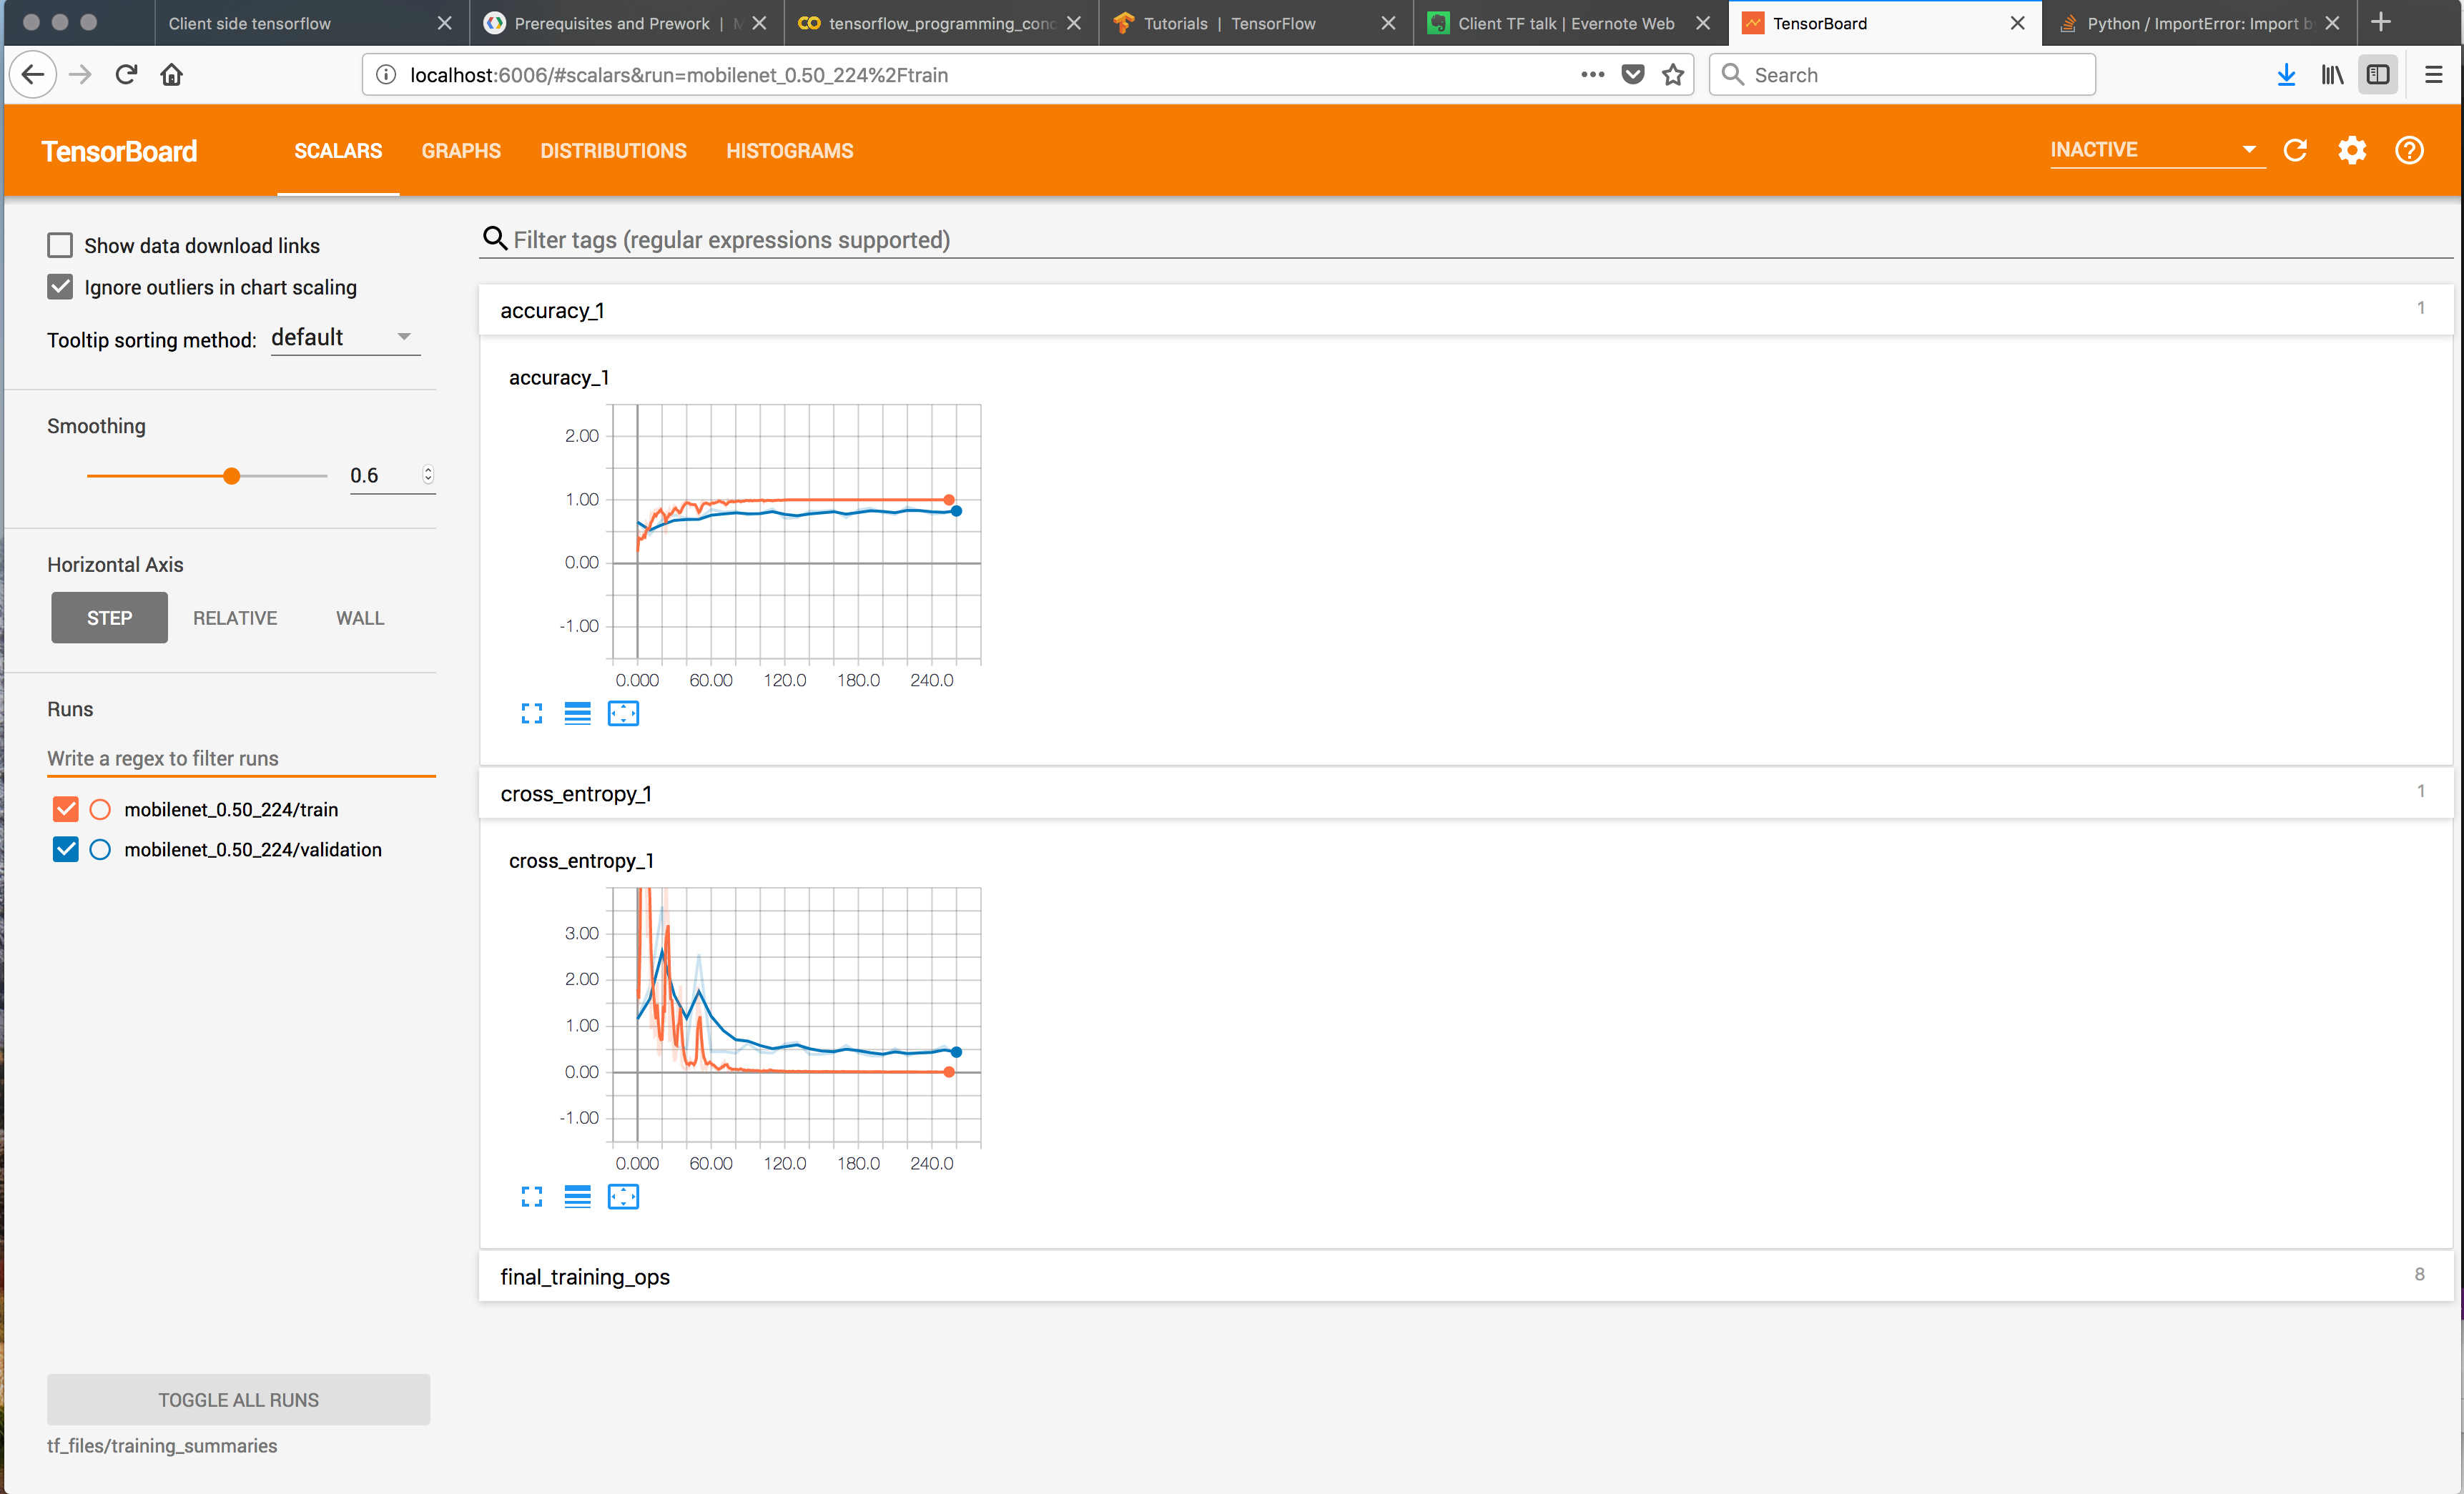 Client side tensorflow
Prerequisites and Prework |
tensorflow_programming_conc
Tutorials | TensorFlow
Client TF talk | Evernote Web
TensorBoard
Python / ImportError: Import b
localhost:6006/#scalars&run=mobilenet_0.50_224%2Ftrain
Search
TensorBoard
SCALARS
GRAPHS
DISTRIBUTIONS
HISTOGRAMS
INACTIVE
Show data download links
Ignore outliers in chart scaling
Tooltip sorting method: default
Smoothing
0.6
Horizontal Axis
STEP
RELATIVE
WALL
Runs
Write a regex to filter runs
mobilenet_0.50_224/train
mobilenet_0.50_224/validation
TOGGLE ALL RUNS
tf_files/training_summaries
Filter tags (regular expressions supported)
accuracy_1
1
accuracy_1
2.00
1.00
0.00
-1.00
0.000 60.00 120.0 180.0 240.0
cross_entropy_1
1
cross_entropy_1
3.00
2.00
1.00
0.00
-1.00
0.000 60.00 120.0 180.0 240.0
final_training_ops
8